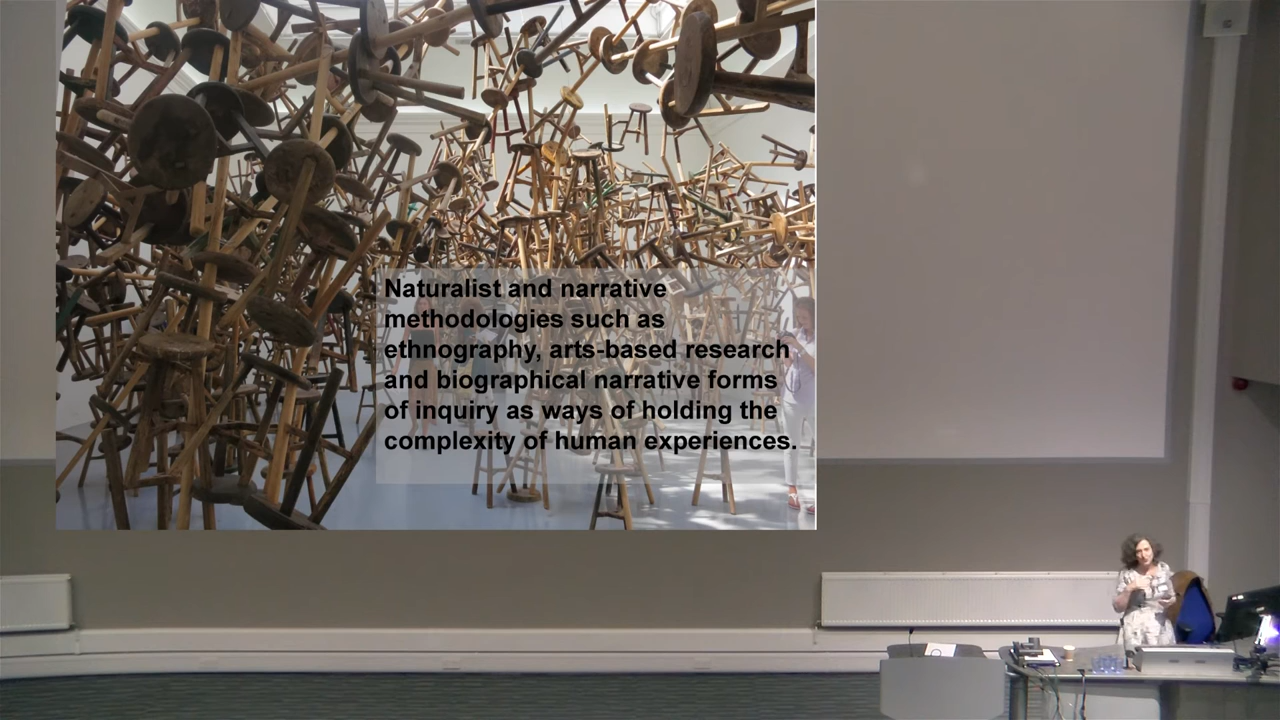 Naturalist and narrative
methodologies such as
ethnography, arts-based research
and biographical narrative forms
of inquiry as ways of holding the
complexity of human experiences.